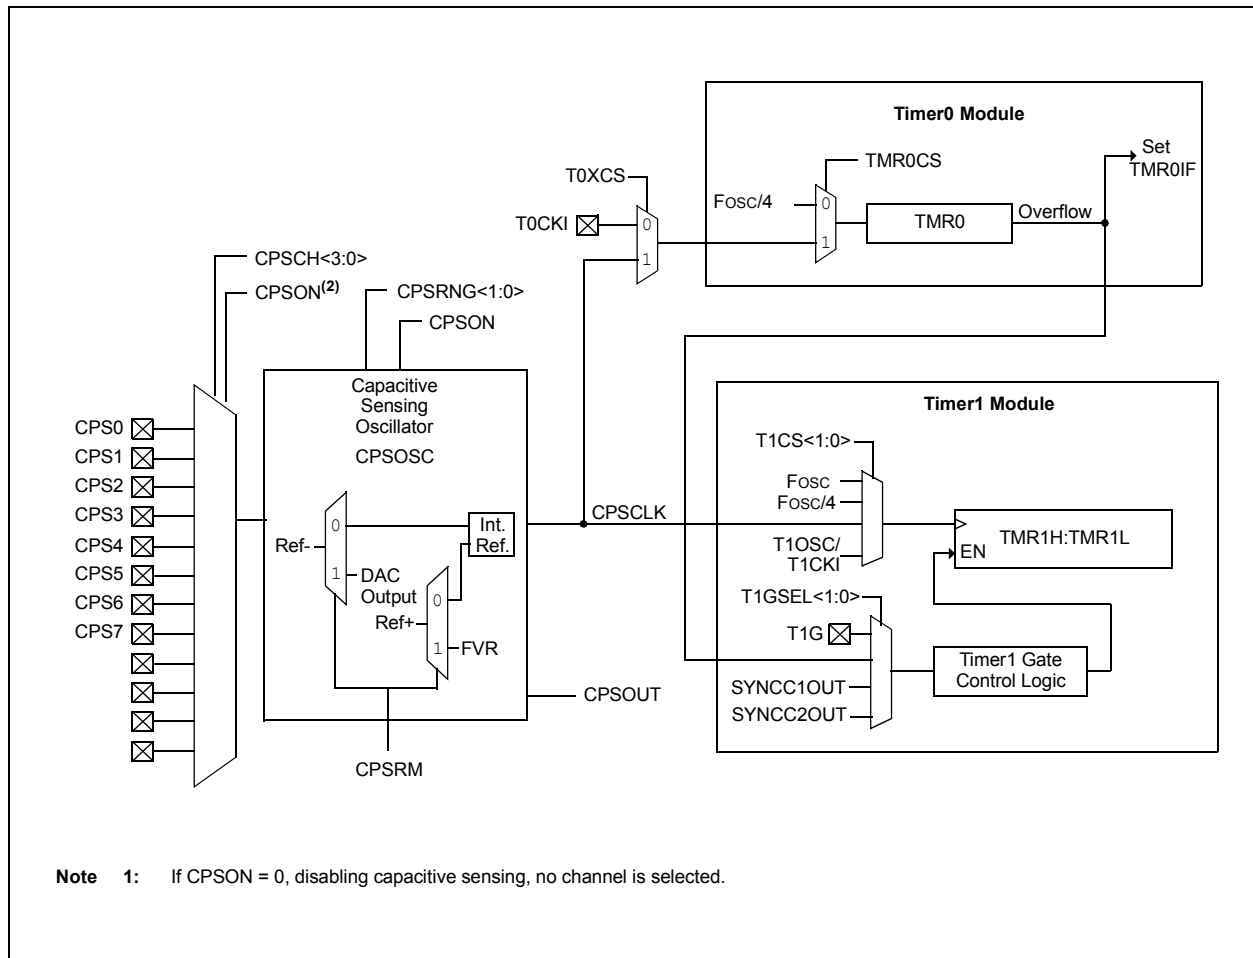 Timer0 Module
Set
TMR0IF
TMR0CS
T0XCS
FOSC/4
0
1
TMR0
Overflow
T0CKI
0
1
CPSCH<3:0>
CPSON(2)
CPSRNG<1:0>
CPSON
Capacitive
Sensing
Oscillator
CPSOSC
CPS0
CPS1
CPS2
CPS3
CPS4
CPS5
CPS6
CPS7
Ref-
0
1
DAC
Output
Int.
Ref.
Ref+
0
1
FVR
CPSCLK
CPSOUT
CPSRM
Timer1 Module
T1CS<1:0>
FOSC
FOSC/4
T1OSC/
T1CKI
EN
TMR1H:TMR1L
T1GSEL<1:0>
T1G
SYNCC1OUT
SYNCC2OUT
Timer1 Gate
Control Logic
Note 1: If CPSON = 0, disabling capacitive sensing, no channel is selected.